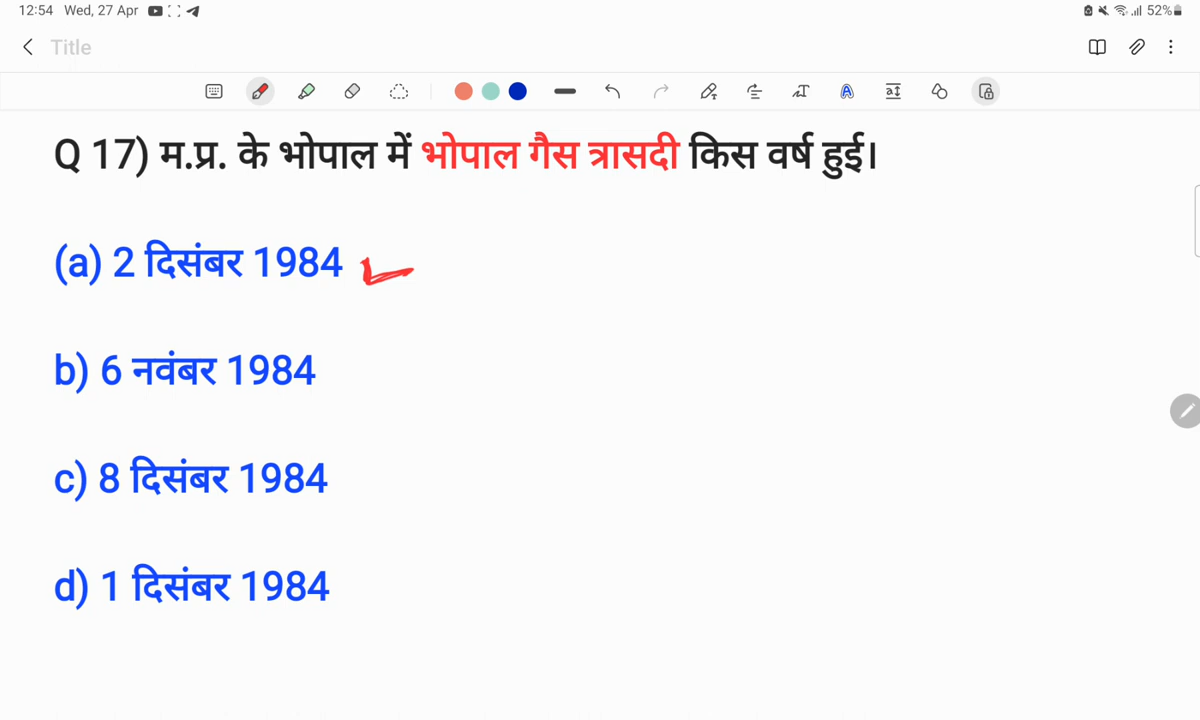 12:54 Wed, 27 Apr 52%
Title
Q 17) म.प्र. के भोपाल में भोपाल गैस त्रासदी किस वर्ष हुई।
(a) 2 दिसंबर 1984
b) 6 नवंबर 1984
c) 8 दिसंबर 1984
d) 1 दिसंबर 1984